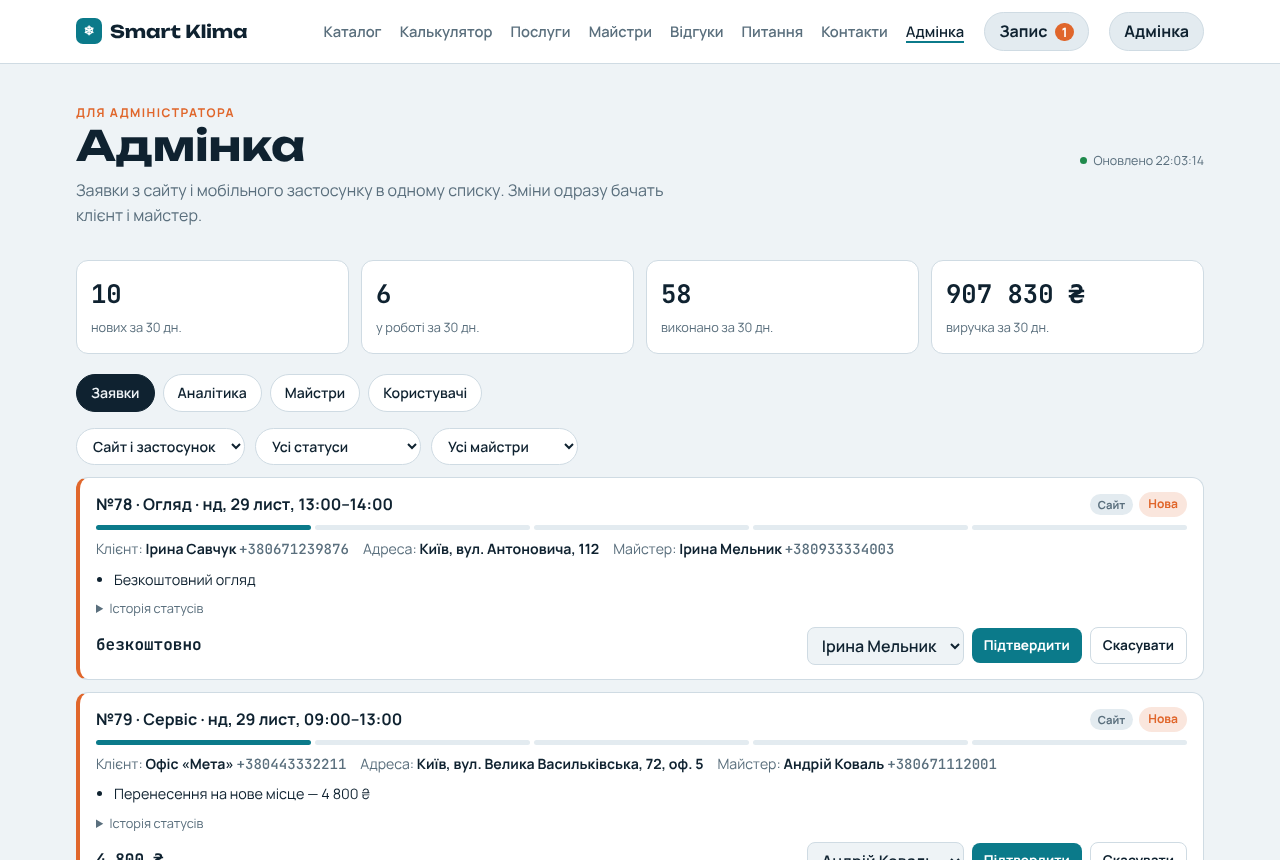 Smart Klima
Каталог Калькулятор Послуги Майстри Відгуки Питання Контакти Адмінка Запис 1 Адмінка
ДЛЯ АДМІНІСТРАТОРА
Адмінка
Оновлено 22:03:14
Заявки з сайту і мобільного застосунку в одному списку. Зміни одразу бачать
клієнт і майстер.
10
нових за 30 дн.
6
у роботі за 30 дн.
58
виконано за 30 дн.
907 830 ₴
виручка за 30 дн.
Заявки Аналітика Майстри Користувачі
Сайт і застосунок Усі статуси Усі майстри
№78 · Огляд · нд, 29 лист, 13:00–14:00 Сайт Нова
Клієнт: Ірина Савчук +380671239876 Адреса: Київ, вул. Антоновича, 112 Майстер: Ірина Мельник +380933334003
• Безкоштовний огляд
Історія статусів
безкоштовно Ірина Мельник Підтвердити Скасувати
№79 · Сервіс · нд, 29 лист, 09:00–13:00 Сайт Нова
Клієнт: Офіс «Мета» +380443332211 Адреса: Київ, вул. Велика Васильківська, 72, оф. 5 Майстер: Андрій Коваль +380671112001
• Перенесення на нове місце — 4 800 ₴
Історія статусів
4 800 ₴ Андрій Коваль Підтвердити Скасувати